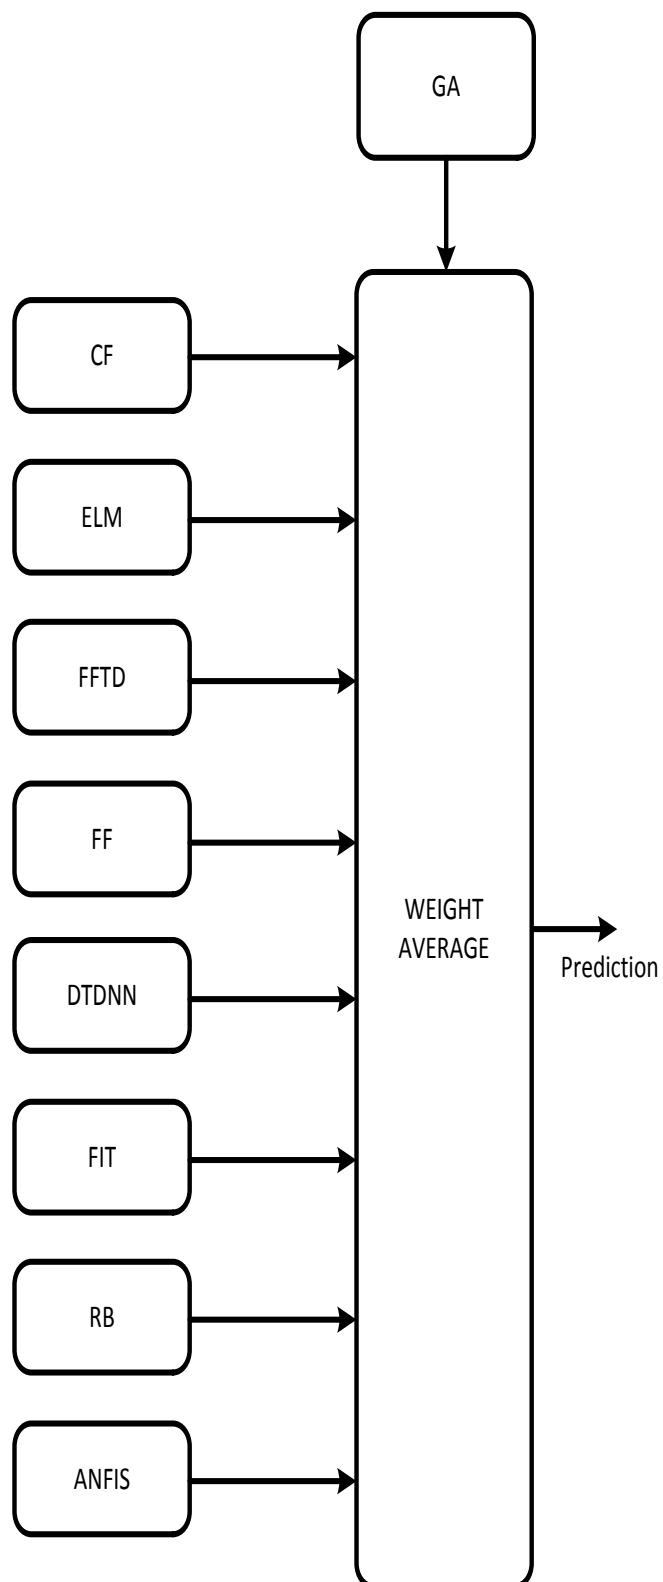 GA
CF
ELM
FFTD
FF
WEIGHT
AVERAGE
Prediction
DTDNN
FIT
RB
ANFIS